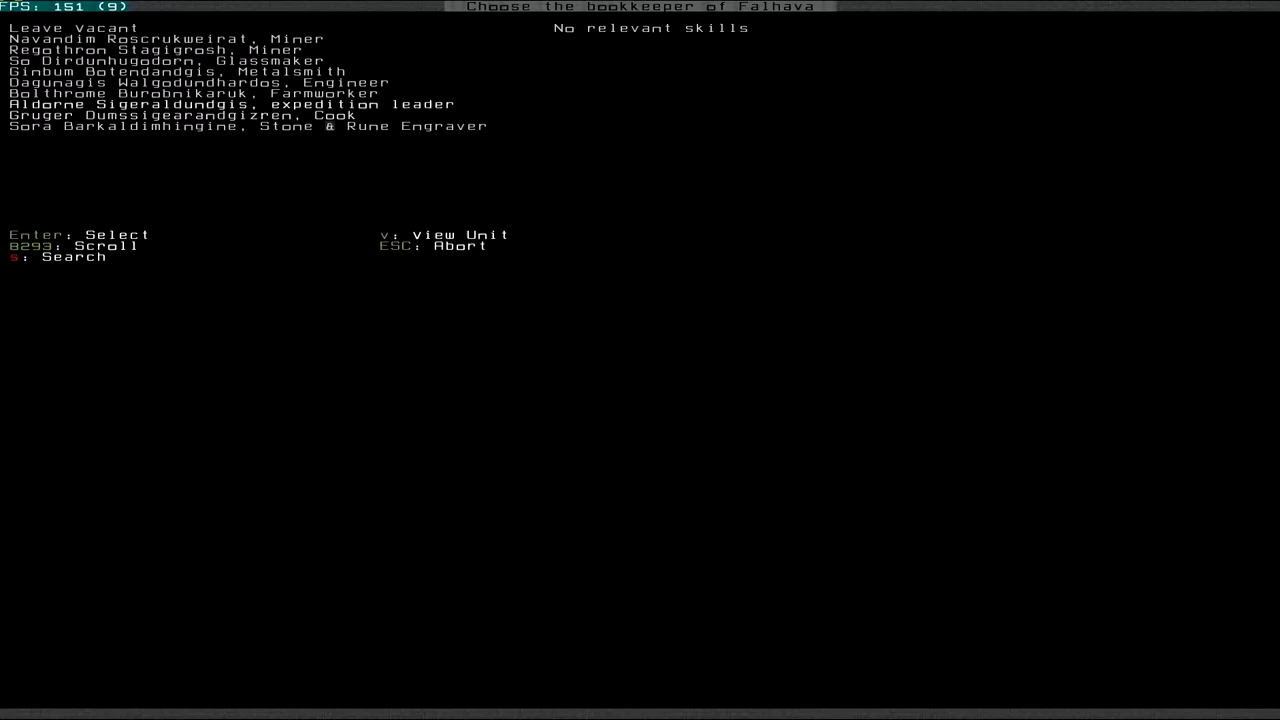 FPS: 151 (9)
Choose the bookkeeper of Falhava
Leave Vacant
No relevant skills
Navandim Roscrukweirat, Miner
Regothron Stagigrosh, Miner
So Dirdunhugodorn, Glassmaker
Ginbum Botendandgis, Metalsmith
Dagunagis Walgodundhardos, Engineer
Bolthrome Burobnikaruk, Farmworker
Aldorne Sigeraldundgis, expedition leader
Gruger Dumssigearandgizren, Cook
Sora Barkaldimhingine, Stone & Rune Engraver
Enter: Select
v: View Unit
8293: Scroll
ESC: Abort
s: Search